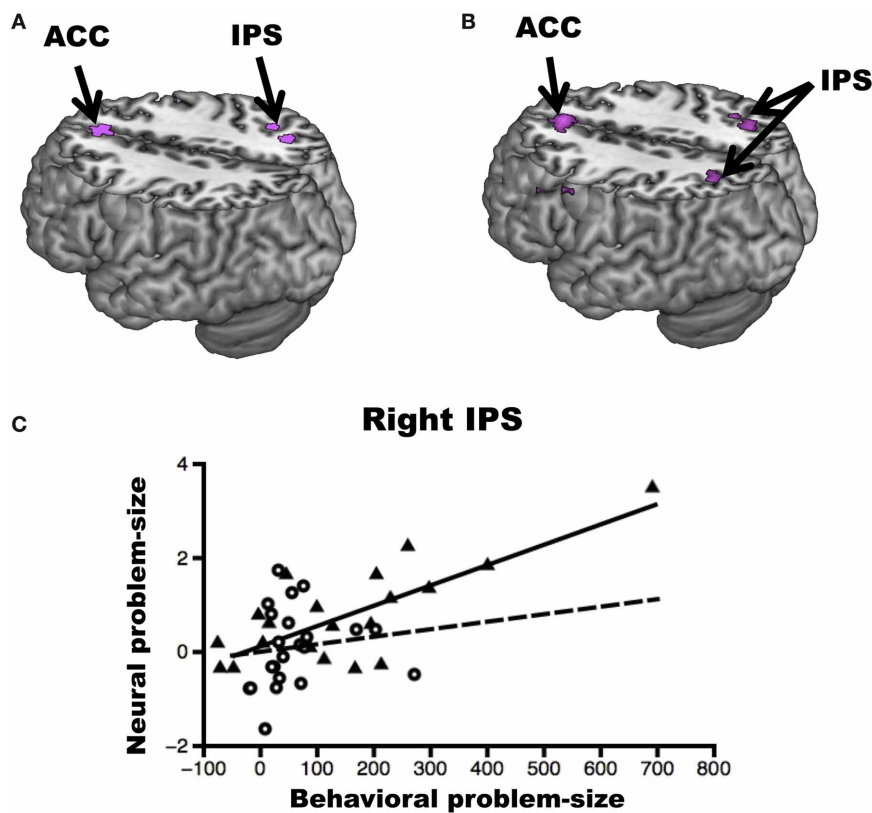 A
ACC
IPS
B
ACC
IPS
C
Right IPS
Neural problem-size
4
2
0
−2
−100 0 100 200 300 400 500 600 700 800
Behavioral problem-size